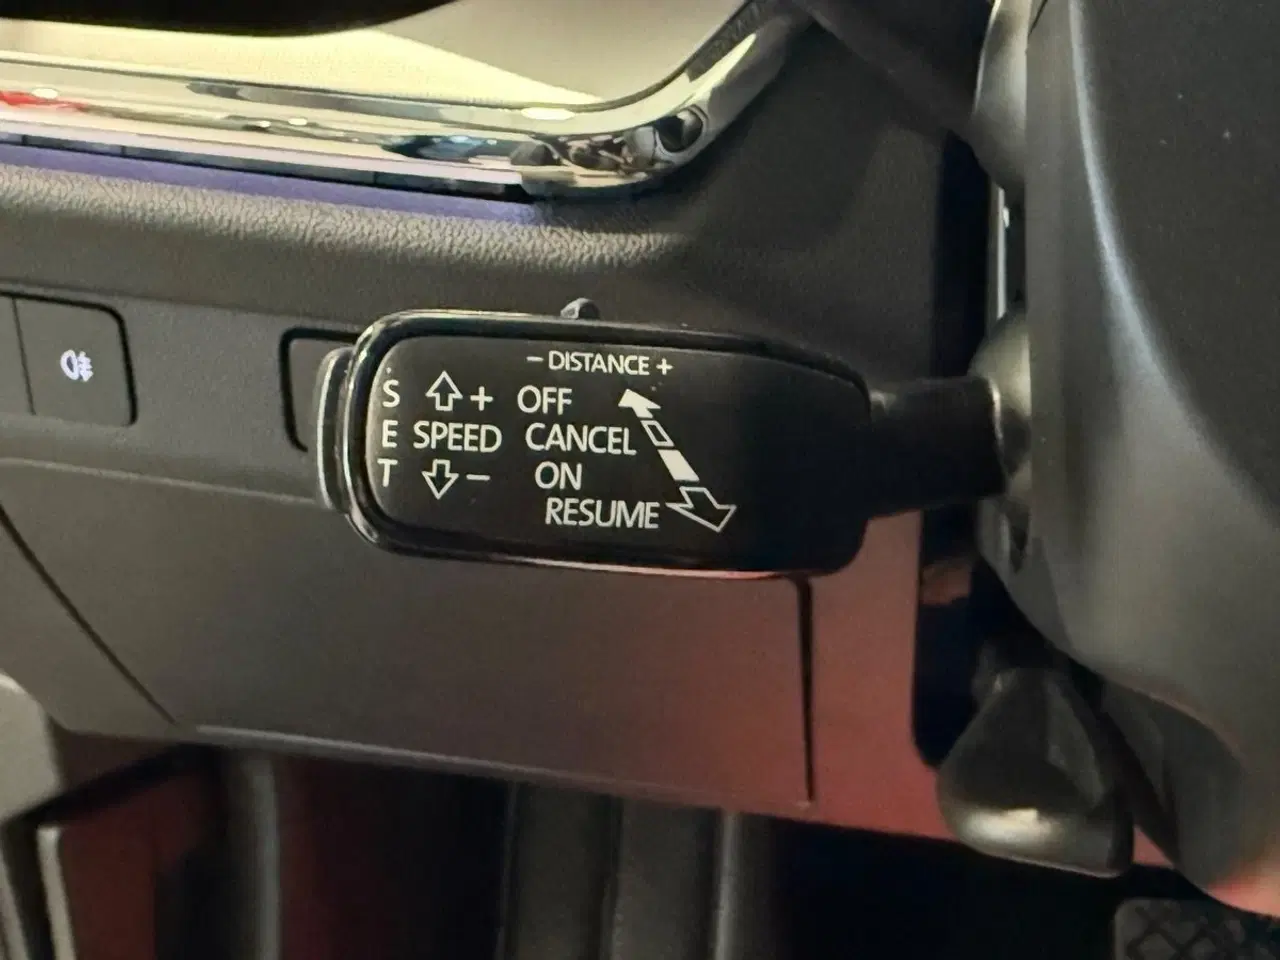 - DISTANCE +
S + OFF
E SPEED CANCEL
T - ON
RESUME